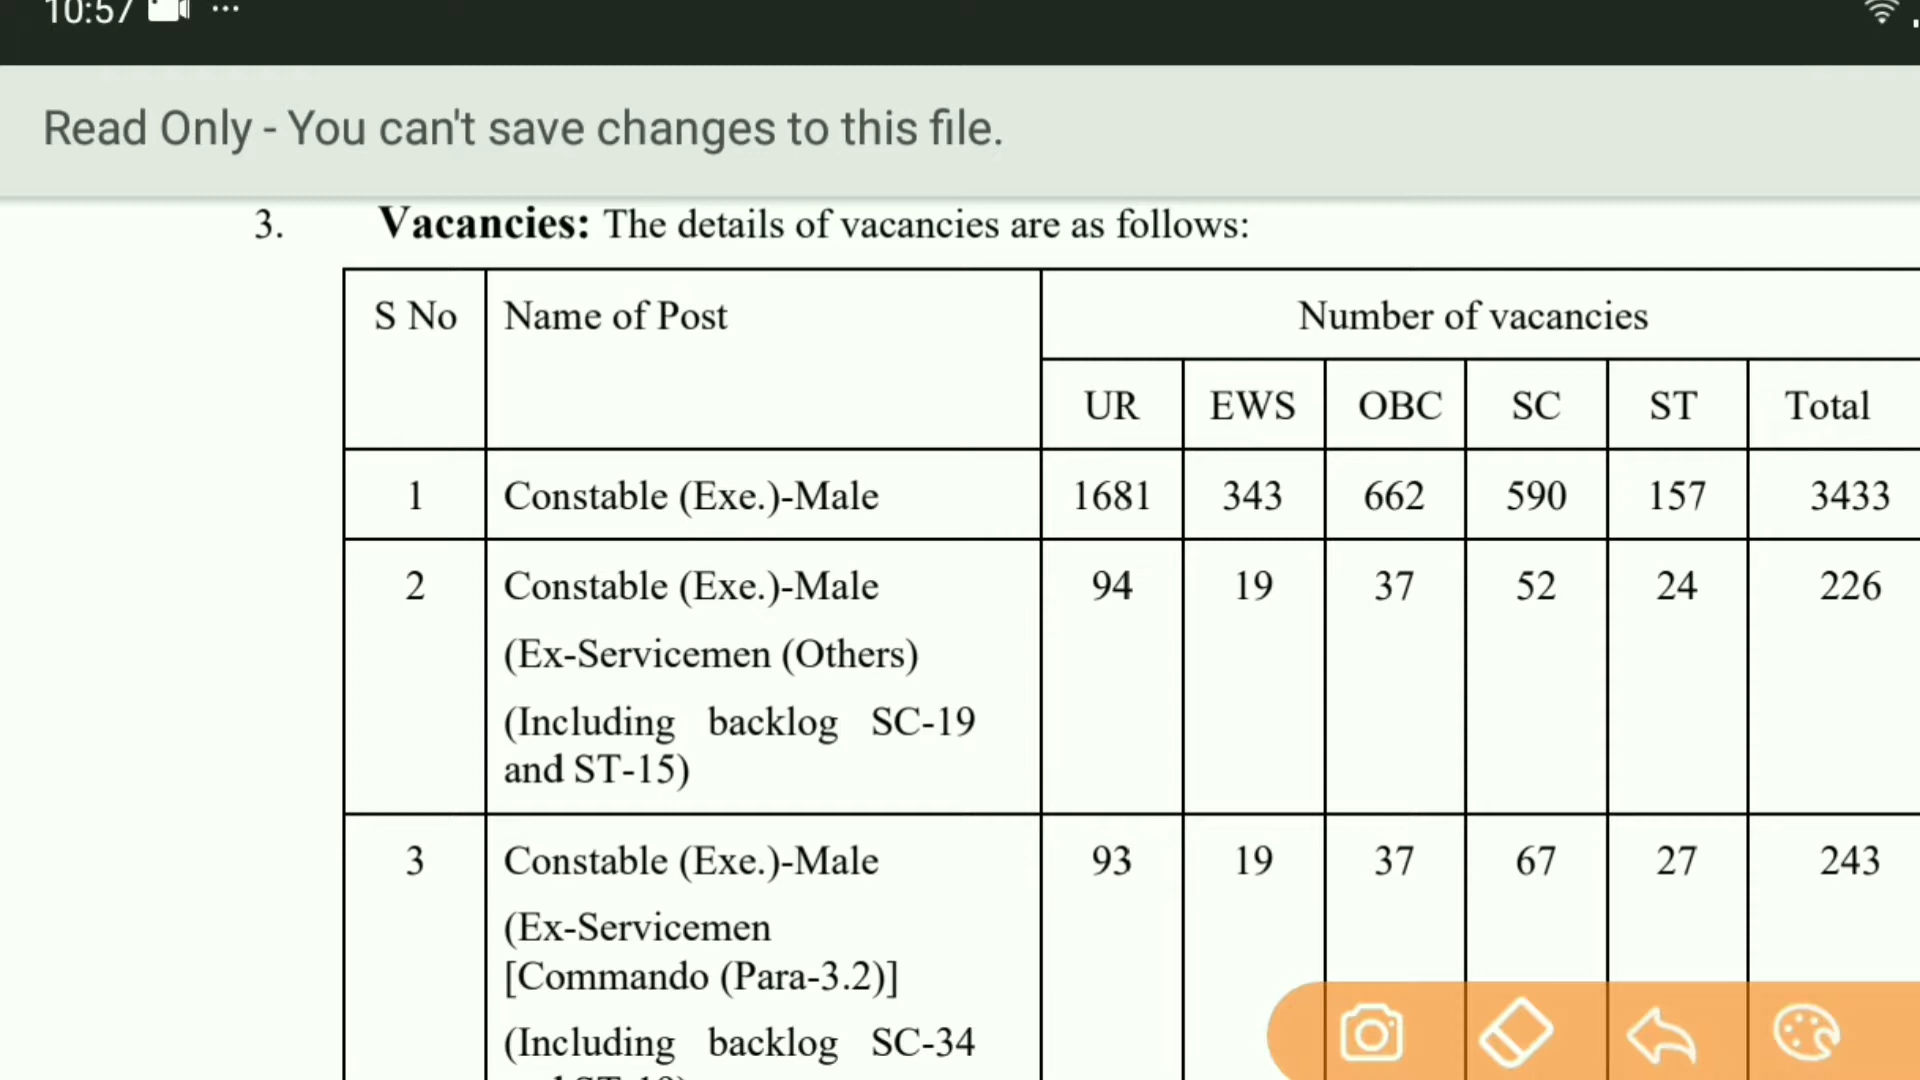 10:57 ...
Read Only - You can't save changes to this file.
3. Vacancies: The details of vacancies are as follows:
S No Name of Post Number of vacancies
UR EWS OBC SC ST Total
1 Constable (Exe.)-Male 1681 343 662 590 157 3433
2 Constable (Exe.)-Male 94 19 37 52 24 226
(Ex-Servicemen (Others)
(Including backlog SC-19
and ST-15)
3 Constable (Exe.)-Male 93 19 37 67 27 243
(Ex-Servicemen
[Commando (Para-3.2)]
(Including backlog SC-34